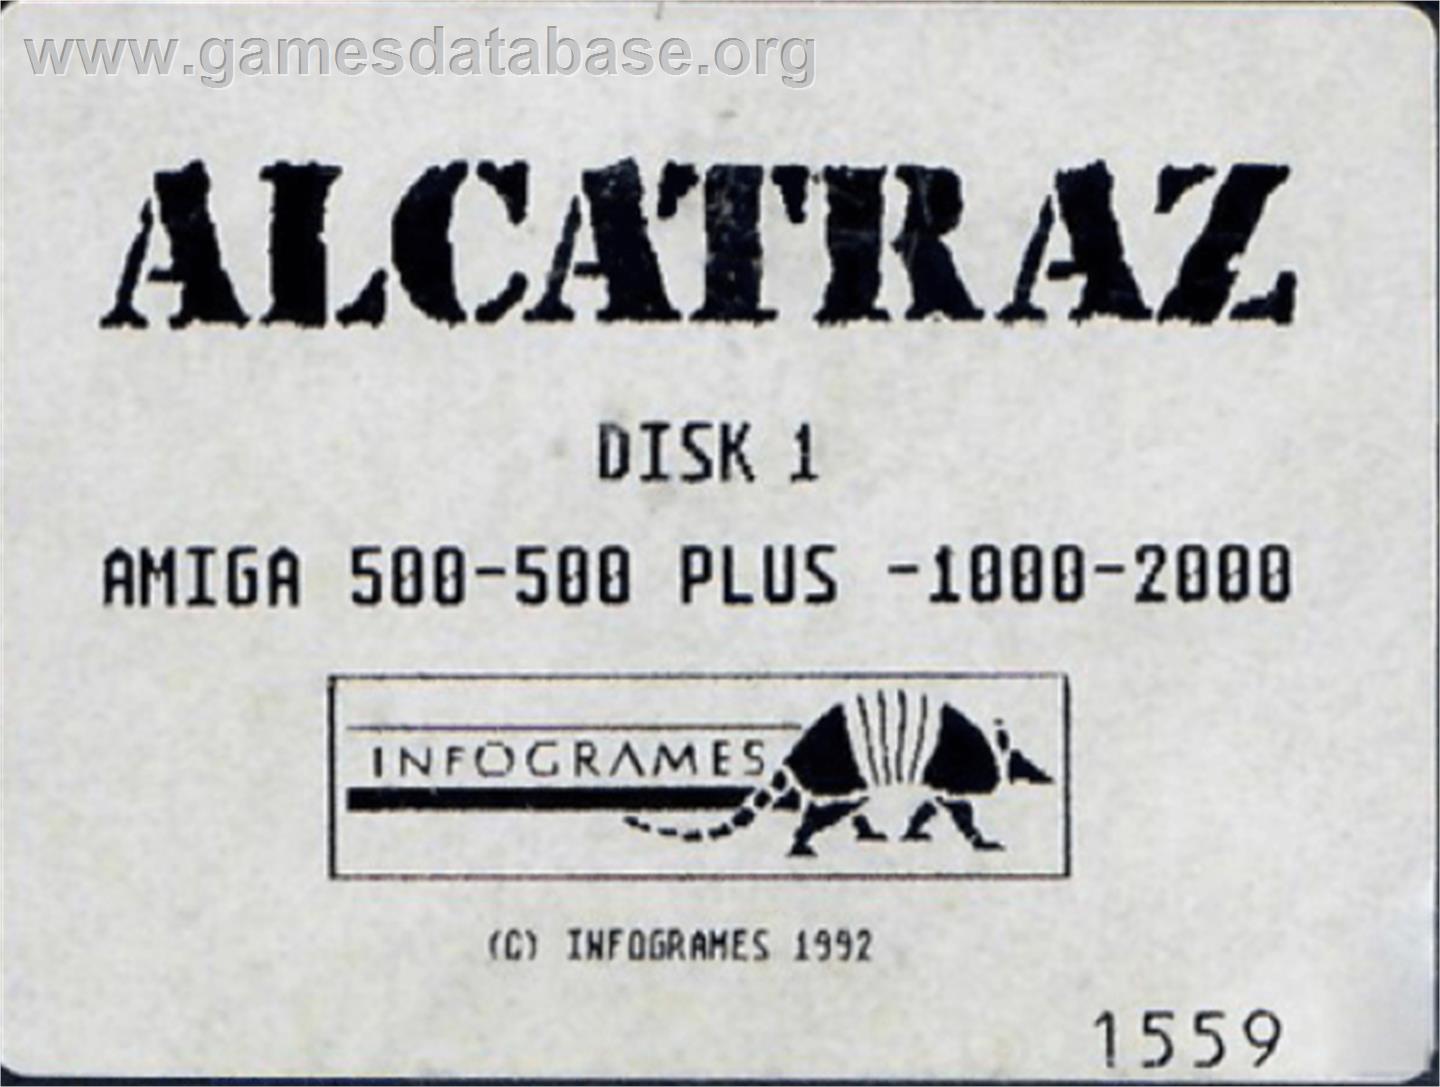 www.gamesdatabase.org
ALCATRAZ
DISK 1
AMIGA 500-500 PLUS -1000-2000
INFOGRAMES
(C) INFOGRAMES 1992
1559